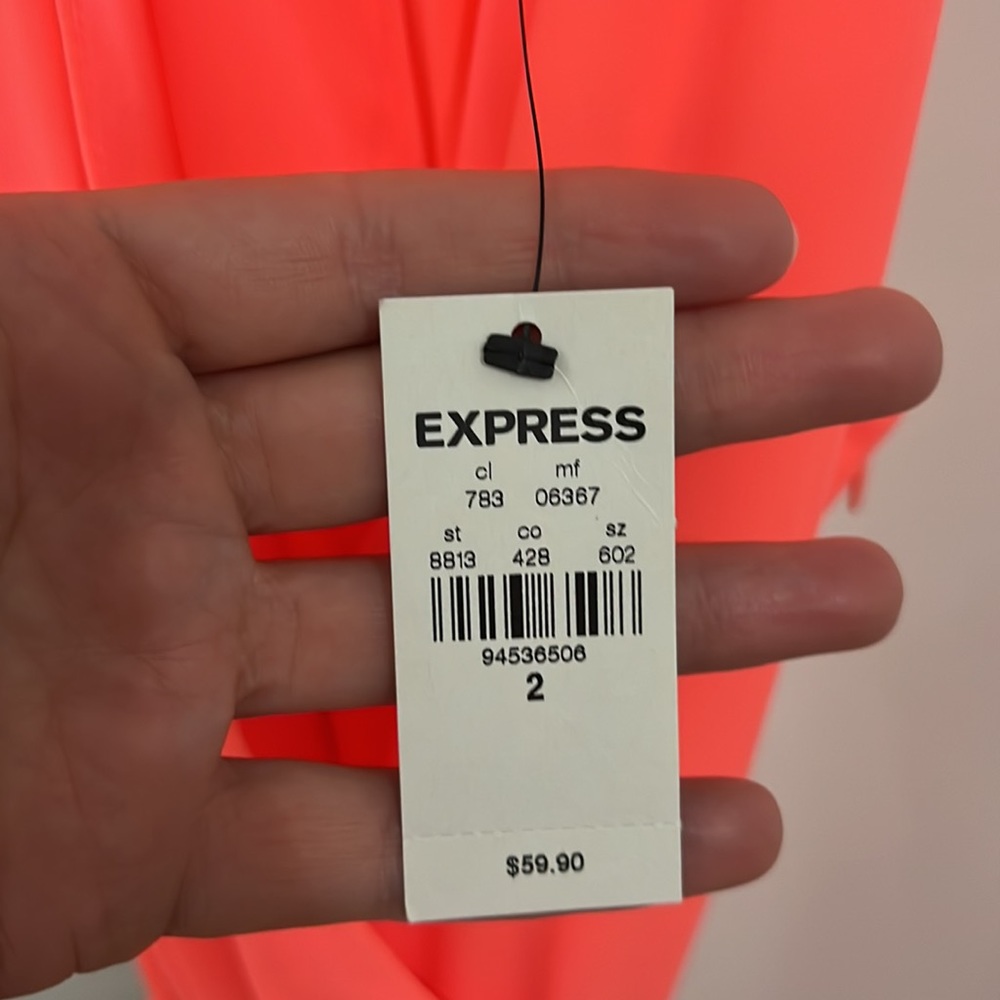 EXPRESS
cl mf
783 06367
st co sz
8813 428 602
94536506
2
$59.90